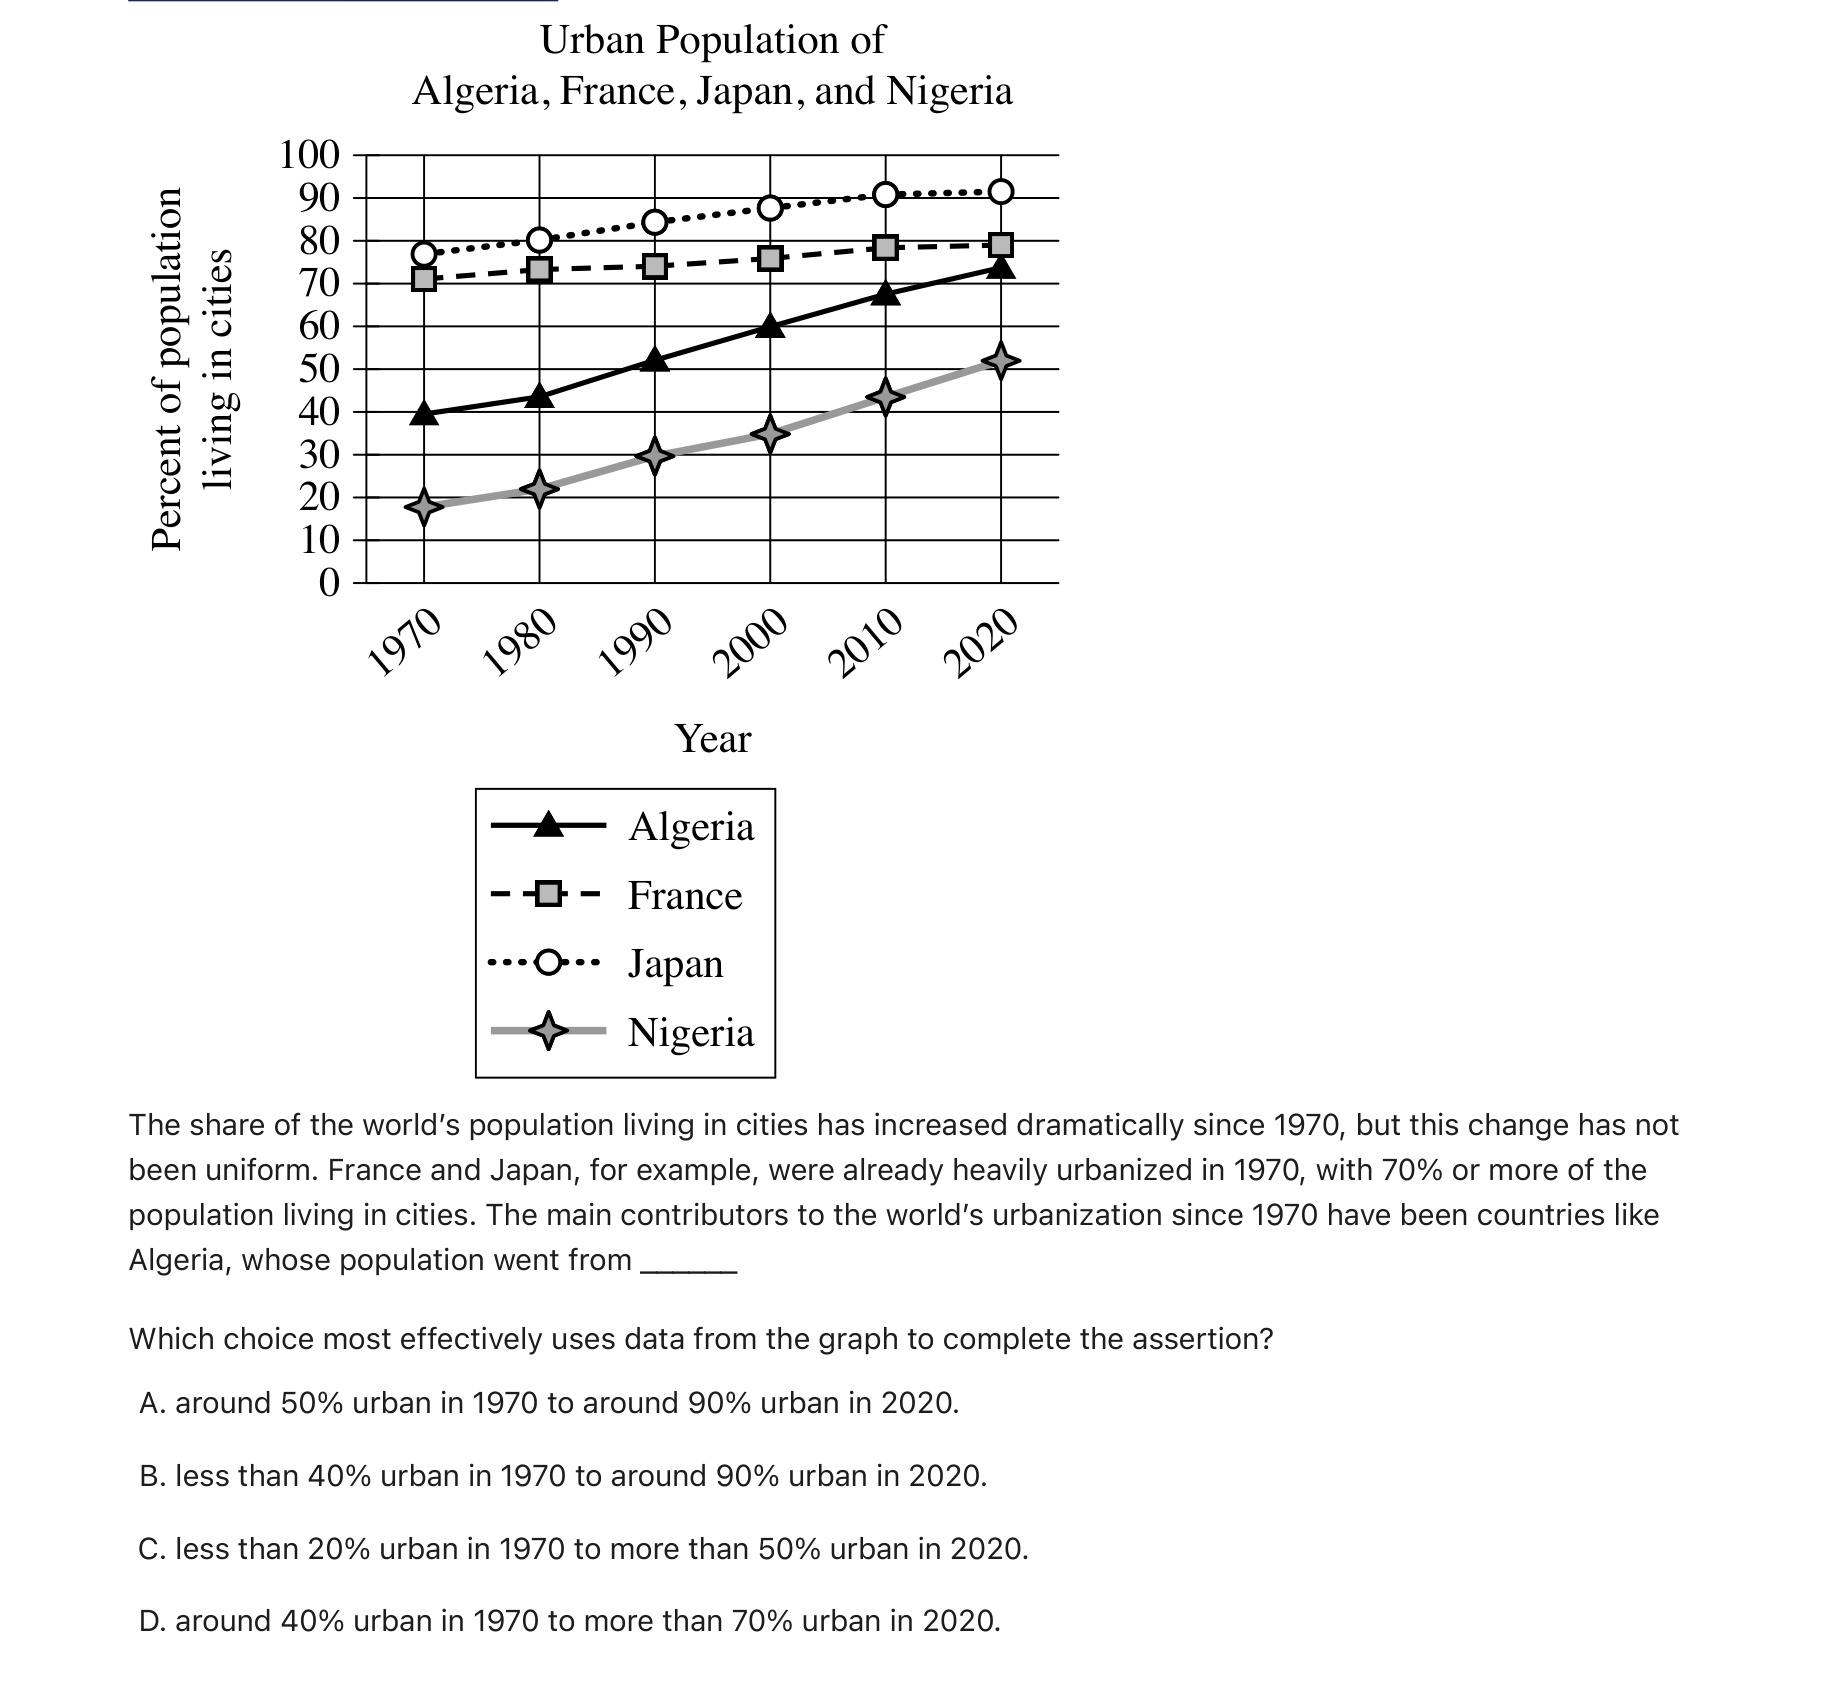 Urban Population of
Algeria, France, Japan, and Nigeria
Percent of population
living in cities
100
90
80
70
60
50
40
30
20
10
0
1970
1980
1990
2000
2010
2020
Year
Algeria
France
Japan
Nigeria
The share of the world’s population living in cities has increased dramatically since 1970, but this change has not
been uniform. France and Japan, for example, were already heavily urbanized in 1970, with 70% or more of the
population living in cities. The main contributors to the world’s urbanization since 1970 have been countries like
Algeria, whose population went from ______
Which choice most effectively uses data from the graph to complete the assertion?
A. around 50% urban in 1970 to around 90% urban in 2020.
B. less than 40% urban in 1970 to around 90% urban in 2020.
C. less than 20% urban in 1970 to more than 50% urban in 2020.
D. around 40% urban in 1970 to more than 70% urban in 2020.